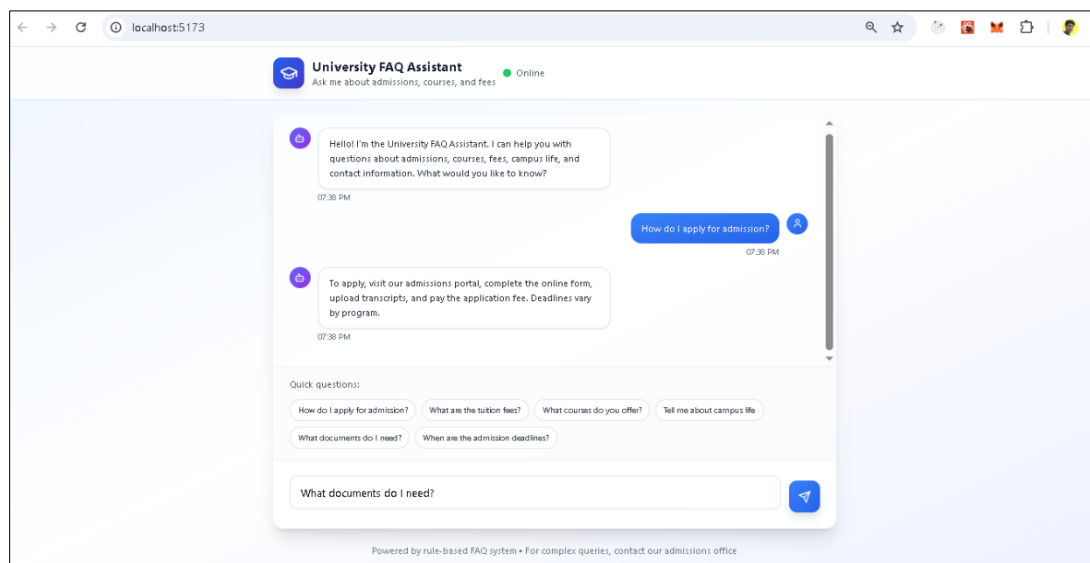 localhost:5173
University FAQ Assistant
Ask me about admissions, courses, and fees
Online
Hello! I'm the University FAQ Assistant. I can help you with
questions about admissions, courses, fees, campus life, and
contact information. What would you like to know?
07:38 PM
How do I apply for admission?
07:38 PM
To apply, visit our admissions portal, complete the online form,
upload transcripts, and pay the application fee. Deadlines vary
by program.
07:38 PM
Quick questions:
How do I apply for admission? What are the tuition fees? What courses do you offer? Tell me about campus life
What documents do I need? When are the admission deadlines?
What documents do I need?
Powered by rule-based FAQ system • For complex queries, contact our admissions office